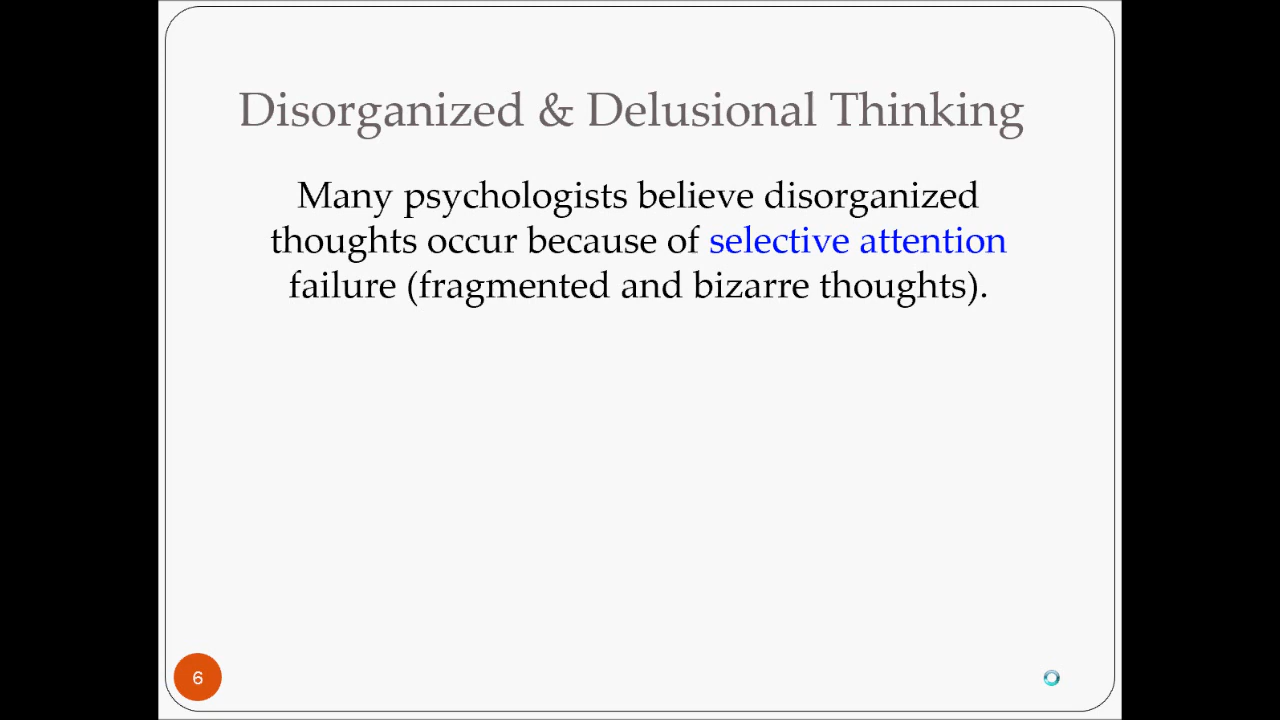 Disorganized & Delusional Thinking
Many psychologists believe disorganized
thoughts occur because of selective attention
failure (fragmented and bizarre thoughts).
6